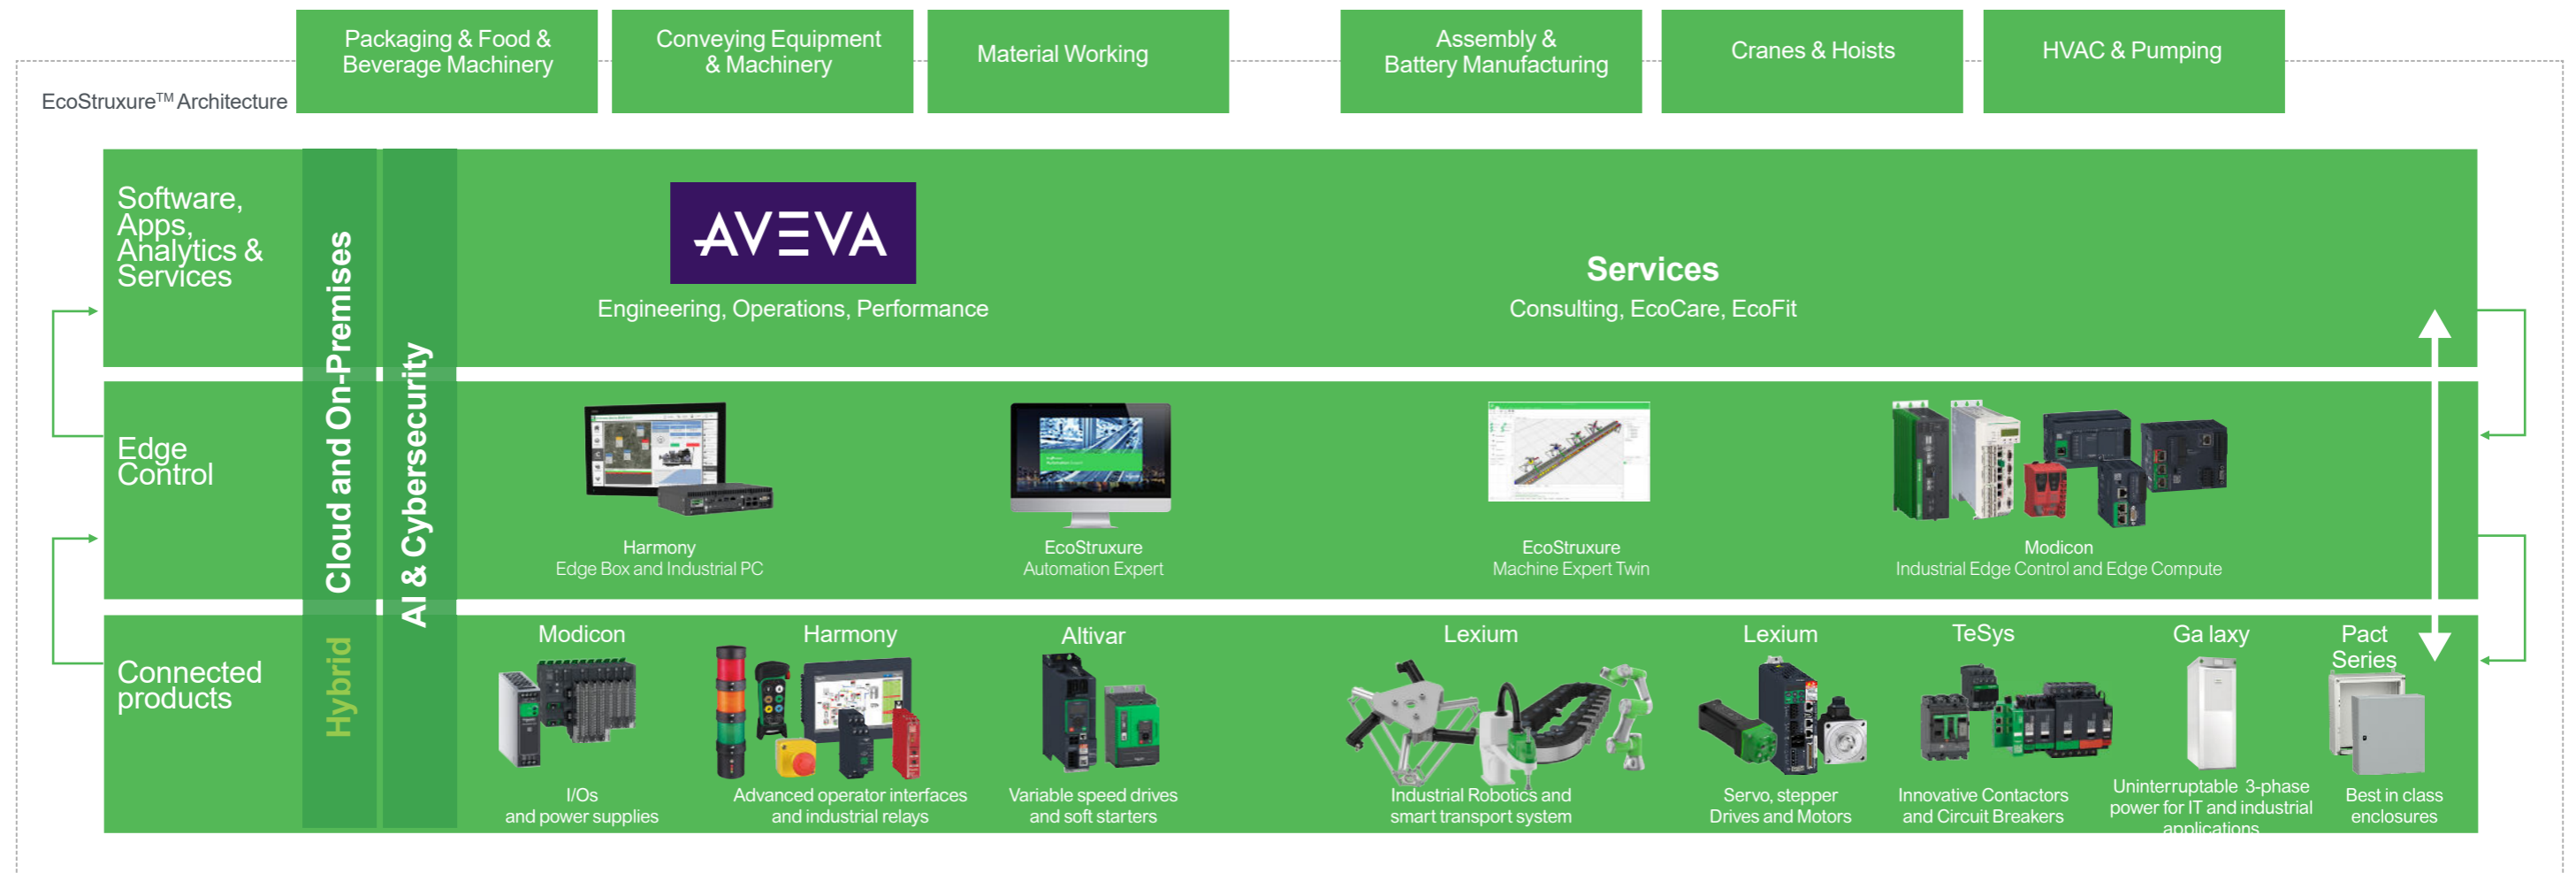 Packaging & Food &
Beverage Machinery
Conveying Equipment
& Machinery
Material Working
Assembly &
Battery Manufacturing
Cranes & Hoists
HVAC & Pumping
EcoStruxure™ Architecture
Software,
Apps,
Analytics &
Services
Hybrid Cloud and On-Premises
AI & Cybersecurity
AVEVA
Engineering, Operations, Performance
Services
Consulting, EcoCare, EcoFit
Edge
Control
Harmony
Edge Box and Industrial PC
EcoStruxure
Automation Expert
EcoStruxure
Machine Expert Twin
Modicon
Industrial Edge Control and Edge Compute
Connected
products
Modicon
I/Os
and power supplies
Harmony
Advanced operator interfaces
and industrial relays
Altivar
Variable speed drives
and soft starters
Lexium
Industrial Robotics and
smart transport system
Lexium
Servo, stepper
Drives and Motors
TeSys
Innovative Contactors
and Circuit Breakers
Ga laxy
Uninterruptable 3-phase
power for IT and industrial
applications
Pact
Series
Best in class
enclosures